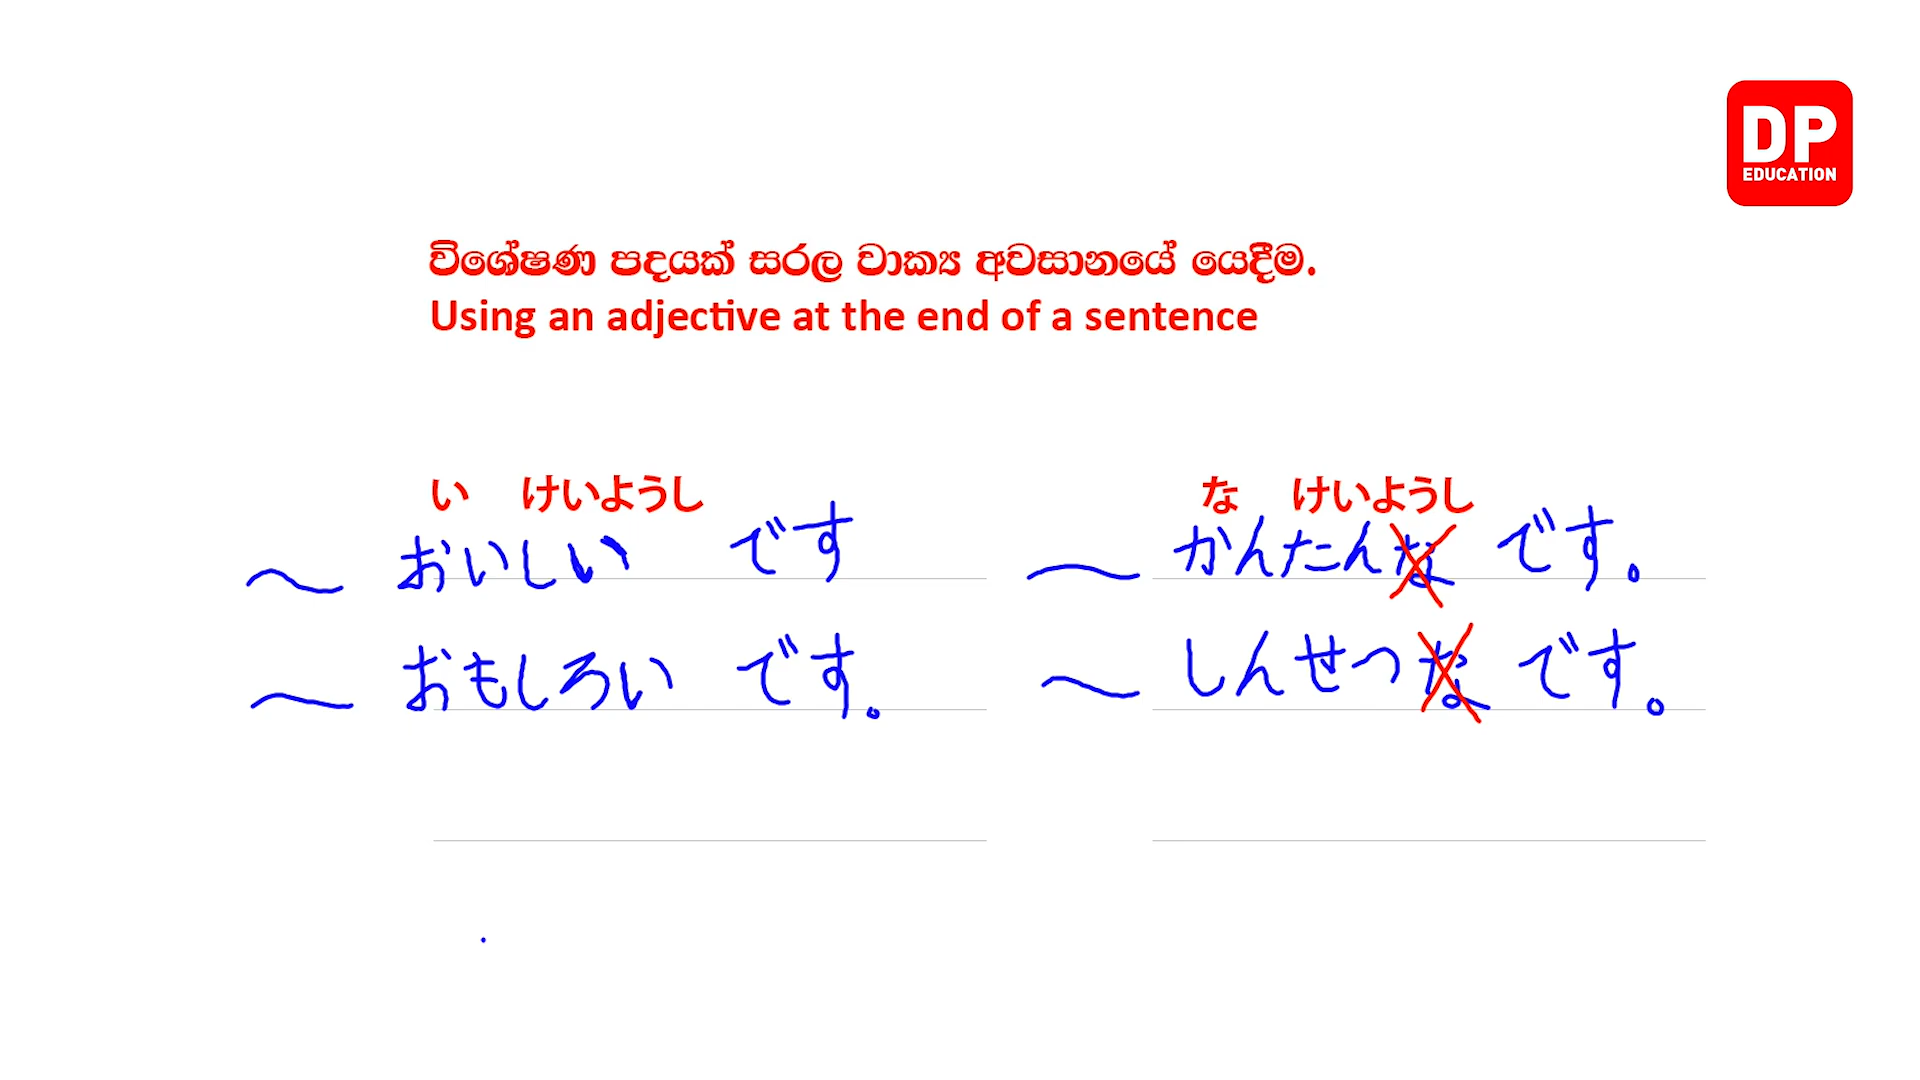 DP
EDUCATION
විශේෂණ පදයක් සරල වාක්‍ය අවසානයේ යෙදීම.
Using an adjective at the end of a sentence
い けいようし
〜 おいしい です
〜 おもしろい です。
な けいようし
〜 かんたんな です。
〜 しんせつな です。